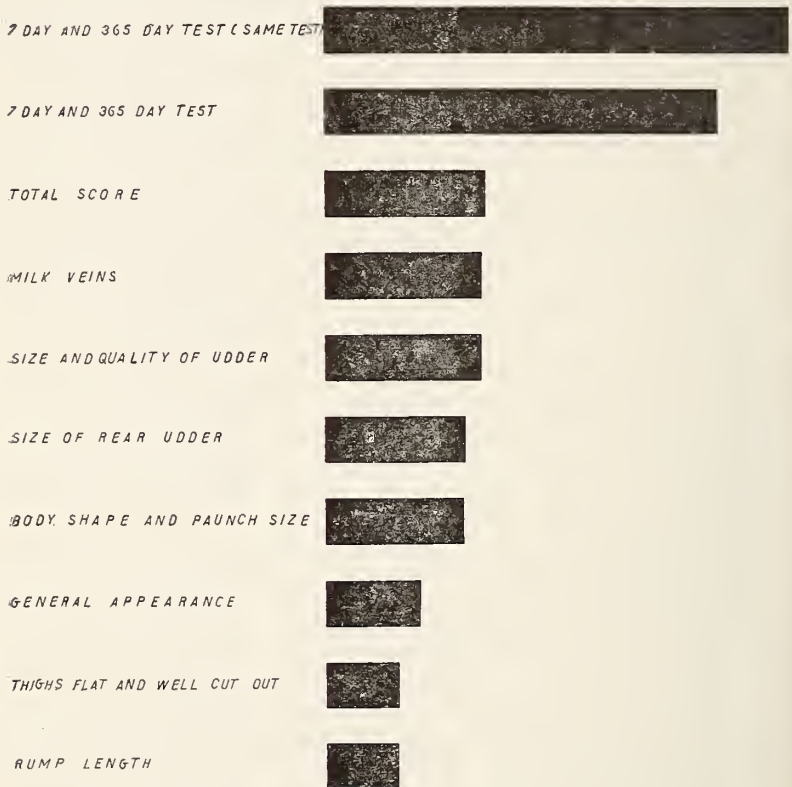 7 DAY AND 365 DAY TEST (SAME TEST)
7 DAY AND 365 DAY TEST
TOTAL SCORE
MILK VEINS
SIZE AND QUALITY OF UDDER
SIZE OF REAR UDDER
BODY SHAPE AND PAUNCH SIZE
GENERAL APPEARANCE
THIGHS FLAT AND WELL CUT OUT
RUMP LENGTH